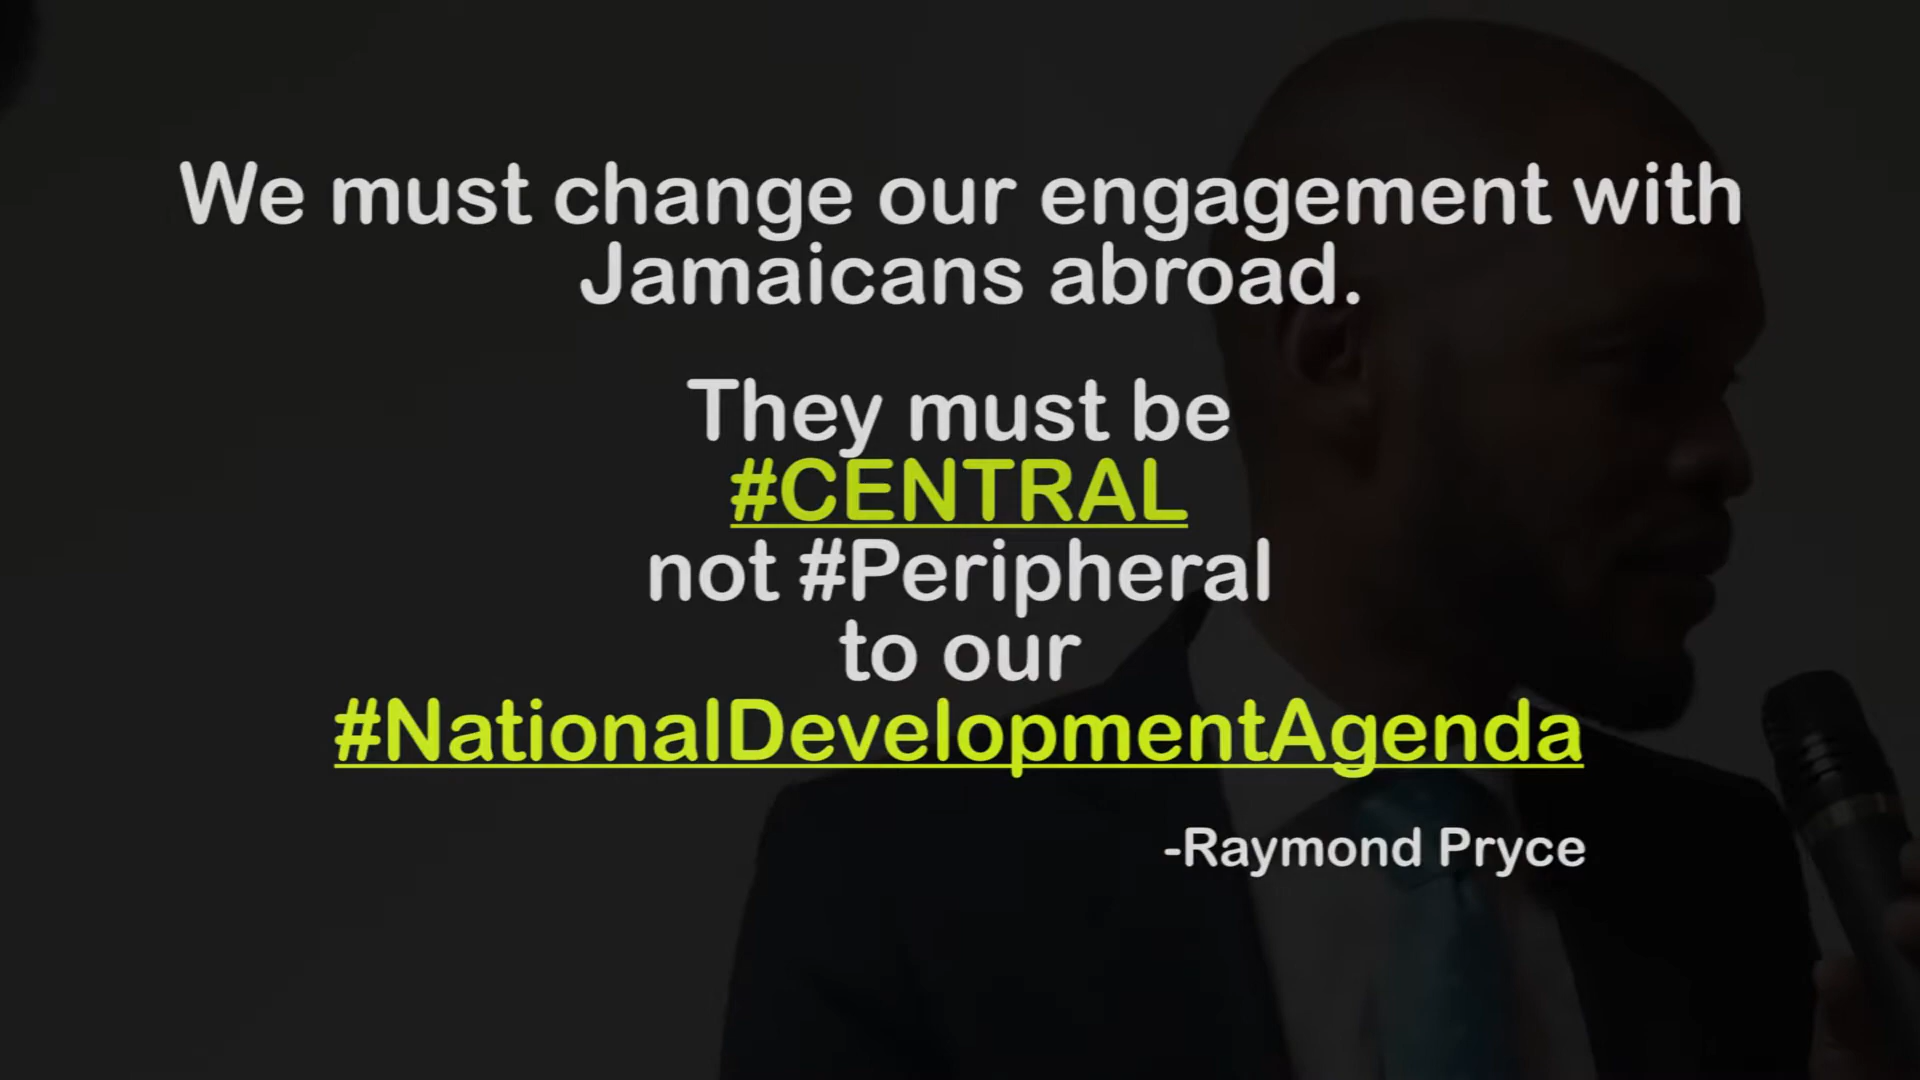 We must change our engagement with
Jamaicans abroad.
They must be
#CENTRAL
not #Peripheral
to our
#NationalDevelopmentAgenda
-Raymond Pryce